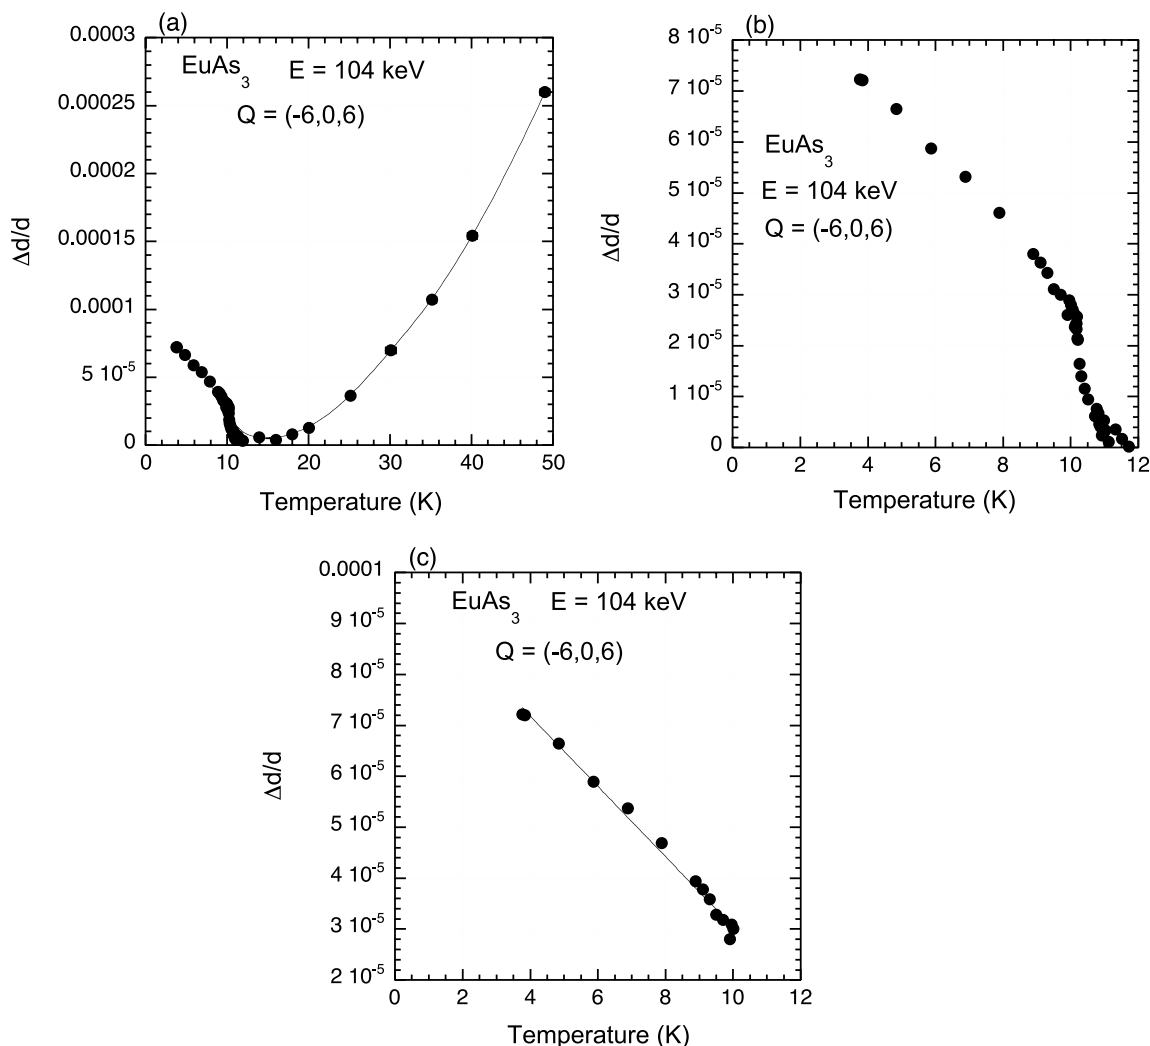 (a)
0.0003
0.00025
0.0002
0.00015
0.0001
5 10⁻⁵
0
EuAs₃ E = 104 keV
Q = (-6,0,6)
Δd/d
0 10 20 30 40 50
Temperature (K)
(b)
8 10⁻⁵
7 10⁻⁵
6 10⁻⁵
5 10⁻⁵
4 10⁻⁵
3 10⁻⁵
2 10⁻⁵
1 10⁻⁵
0
EuAs₃
E = 104 keV
Q = (-6,0,6)
Δd/d
0 2 4 6 8 10 12
Temperature (K)
(c)
0.0001
9 10⁻⁵
8 10⁻⁵
7 10⁻⁵
6 10⁻⁵
5 10⁻⁵
4 10⁻⁵
3 10⁻⁵
2 10⁻⁵
EuAs₃ E = 104 keV
Q = (-6,0,6)
Δd/d
0 2 4 6 8 10 12
Temperature (K)